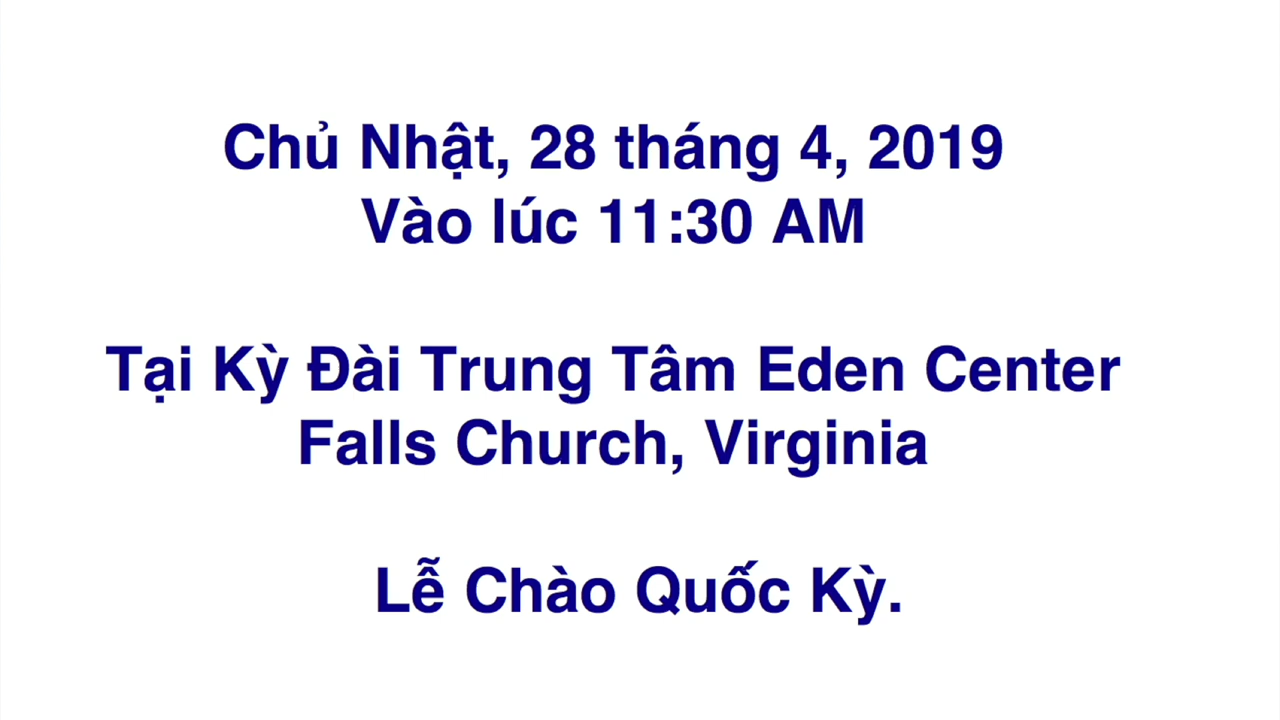 Chủ Nhật, 28 tháng 4, 2019
Vào lúc 11:30 AM
Tại Kỳ Đài Trung Tâm Eden Center
Falls Church, Virginia
Lễ Chào Quốc Kỳ.